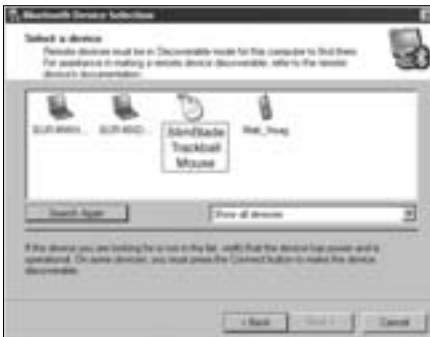 Bluetooth Device Selection
Select a device
Remote devices must be in Discoverable mode for this computer to find them.
For assistance in making a remote device discoverable, refer to the remote
device's documentation.
SlimBlade
Trackball
Mouse
Search Again
Show all devices
If the device you are looking for is not in the list, verify that the device has power and is
operational. On some devices, you must press the Connect button to make the device
discoverable.
< Back
Next >
Cancel